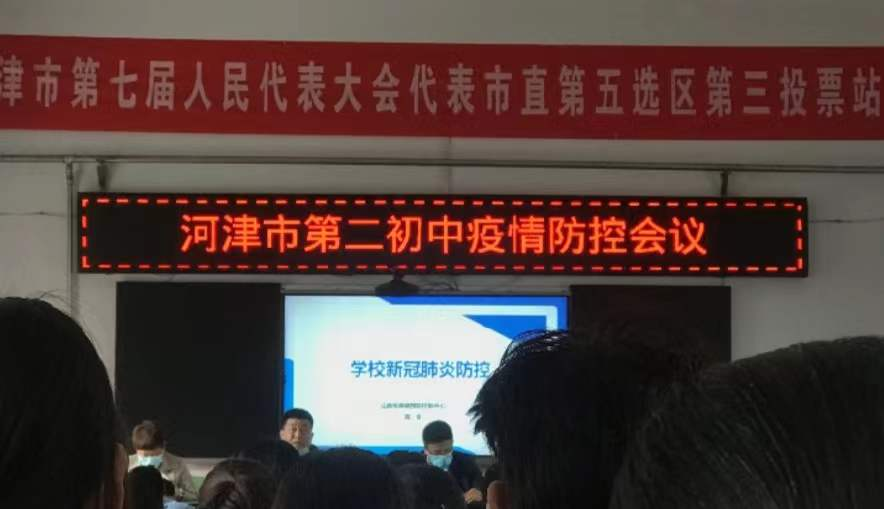 津市第七届人民代表大会代表市直第五选区第三投票站
河津市第二初中疫情防控会议
学校新冠肺炎防控